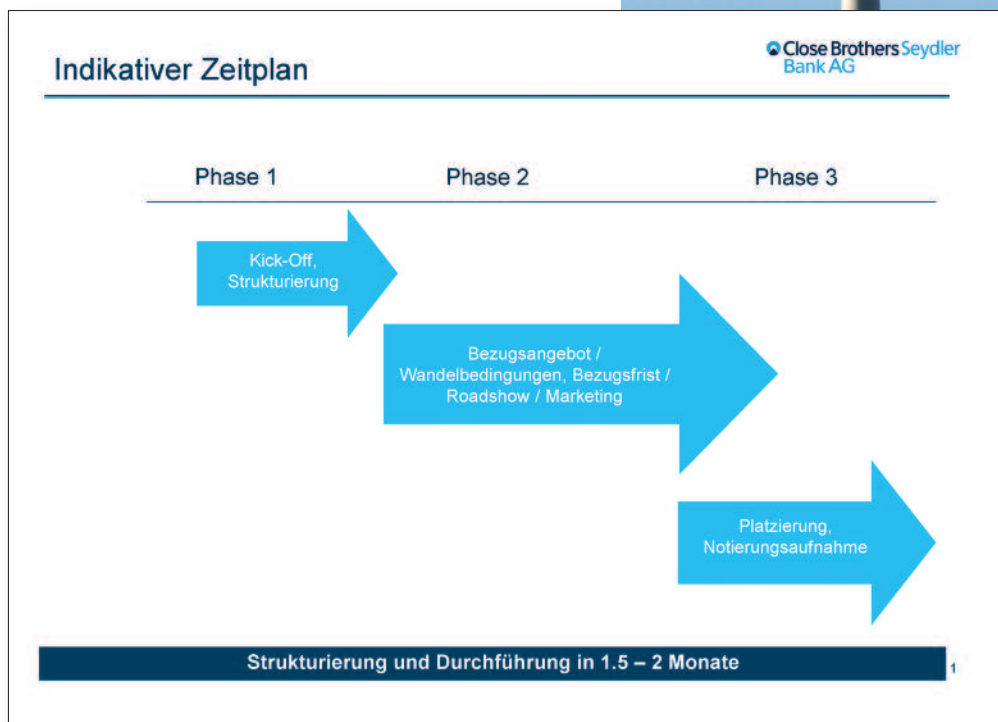 Indikativer Zeitplan
Close Brothers Seydler
Bank AG
Phase 1
Phase 2
Phase 3
Kick-Off,
Strukturierung
Bezugsangebot /
Wandelbedingungen, Bezugsfrist /
Roadshow / Marketing
Platzierung,
Notierungsaufnahme
Strukturierung und Durchführung in 1.5 – 2 Monate
1